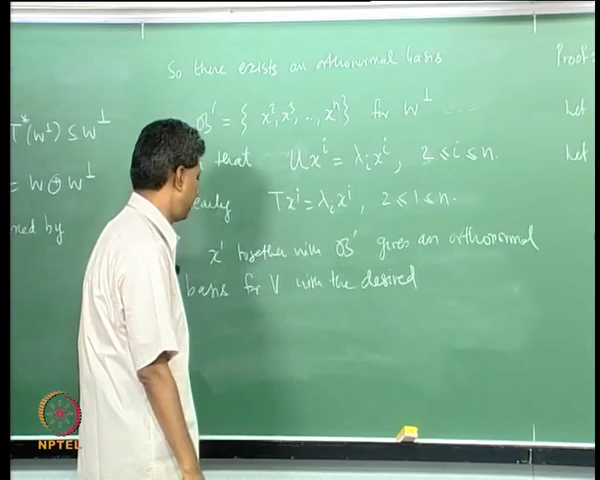 T*(W⊥) ⊆ W⊥
= W ⊕ W⊥
ned by
So there exists an orthonormal basis
ℬ' = { x², x³, ..., xⁿ } for W⊥
that Uxⁱ = λᵢxⁱ, 2 ≤ i ≤ n.
early Txⁱ = λᵢxⁱ, 2 ≤ i ≤ n.
x¹ together with ℬ' gives an orthonormal
basis for V with the desired
Proof:
Let
Let
NPTEL